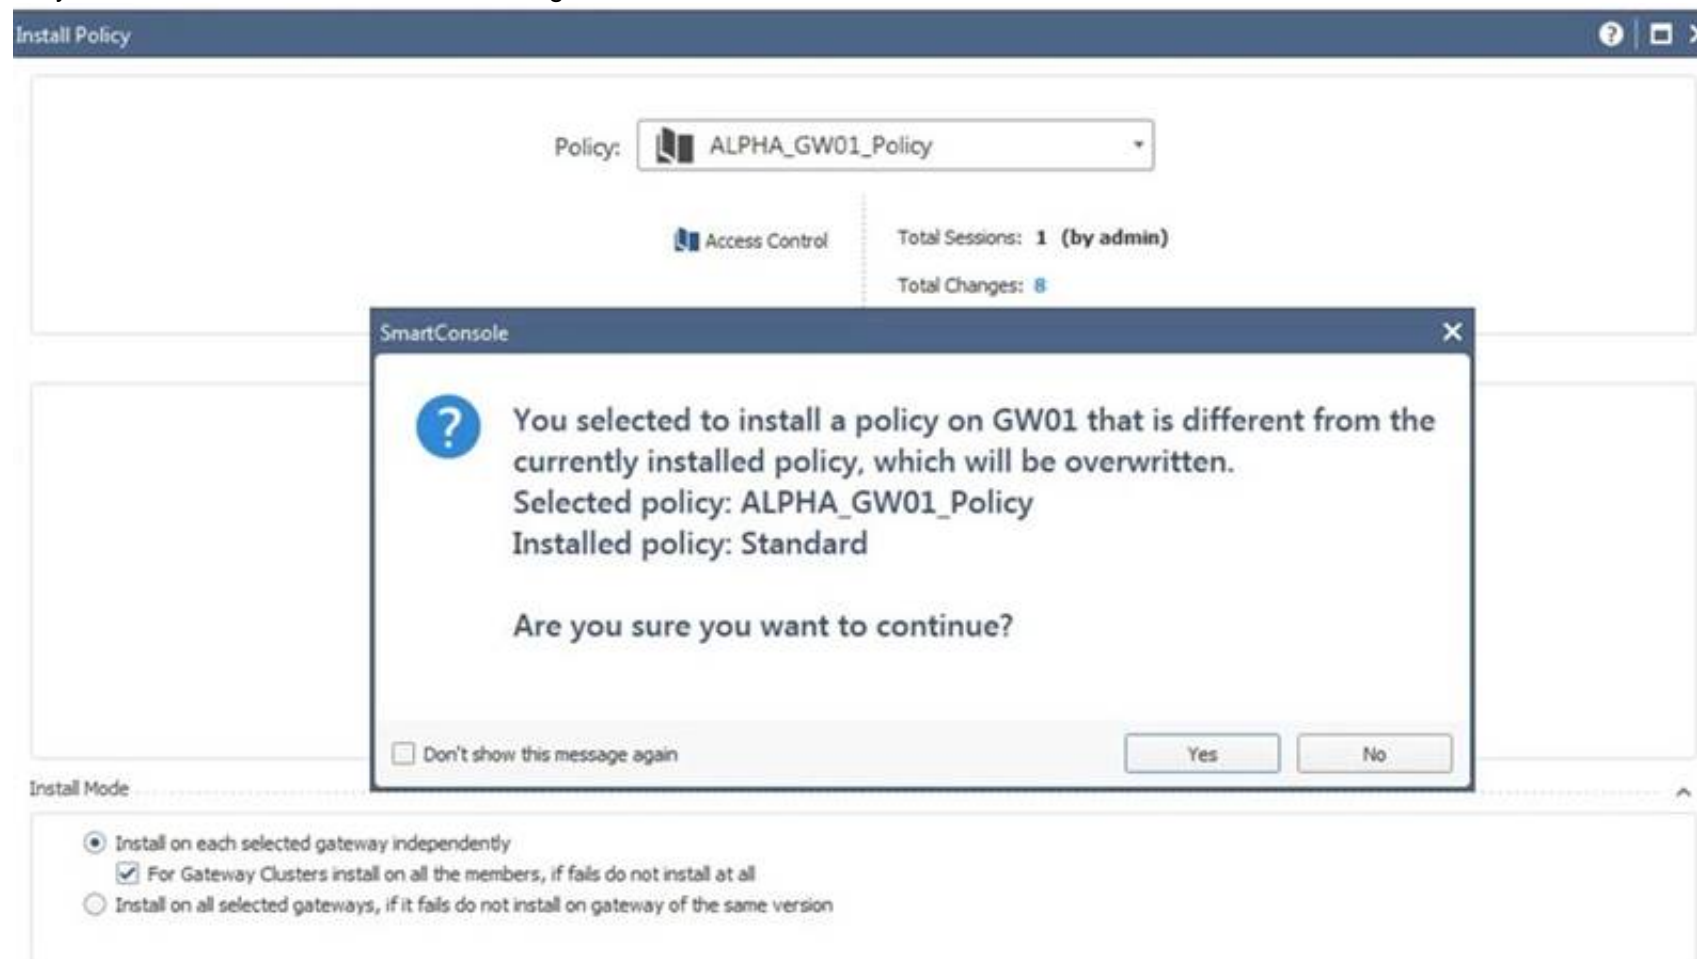 Install Policy
Policy: ALPHA_GW01_Policy
Access Control
Total Sessions: 1 (by admin)
Total Changes: 8
SmartConsole
You selected to install a policy on GW01 that is different from the
currently installed policy, which will be overwritten.
Selected policy: ALPHA_GW01_Policy
Installed policy: Standard
Are you sure you want to continue?
Don't show this message again
Yes
No
Install Mode
Install on each selected gateway independently
For Gateway Clusters install on all the members, if fails do not install at all
Install on all selected gateways, if it fails do not install on gateway of the same version